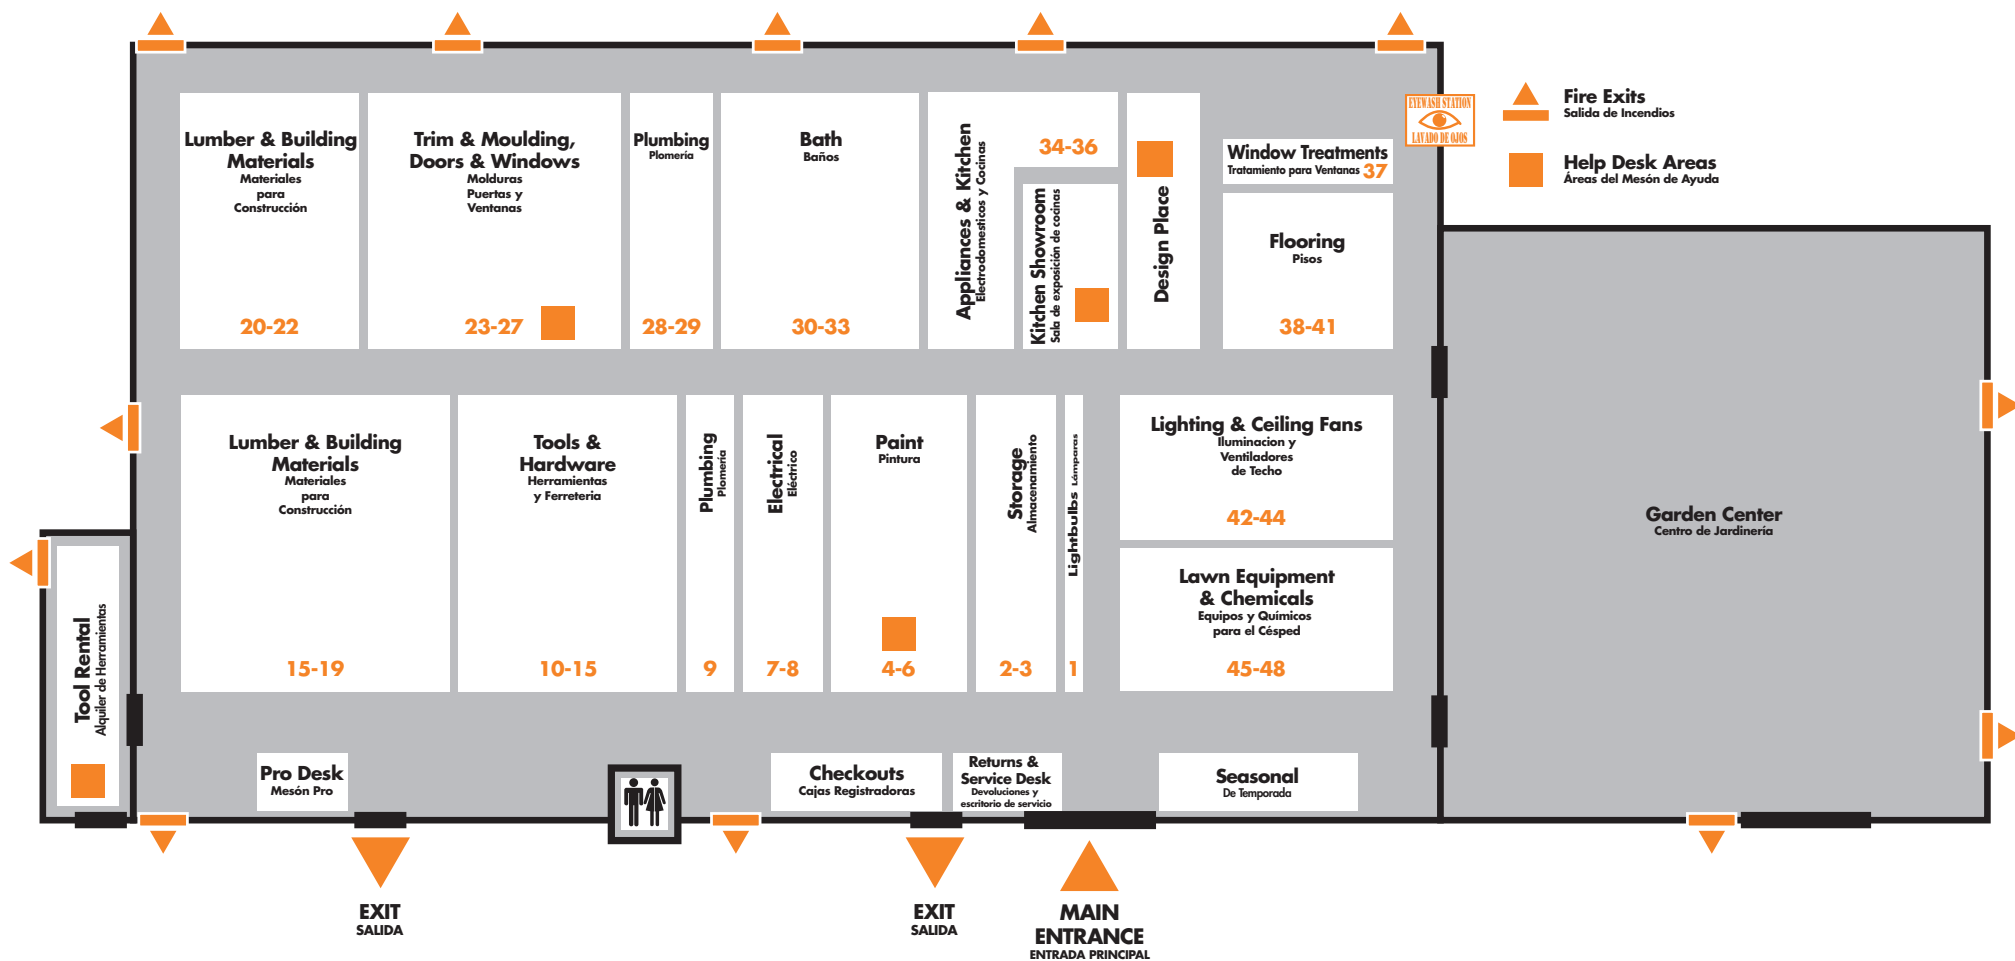 EYEWASH STATION
LAVADO DE OJOS
Fire Exits
Salida de Incendios
Help Desk Areas
Áreas del Mesón de Ayuda
Lumber & Building
Materials
Materiales
para
Construcción
20-22
Trim & Moulding,
Doors & Windows
Molduras
Puertas y
Ventanas
23-27
Plumbing
Plomería
28-29
Bath
Baños
30-33
Appliances & Kitchen
Electrodomesticos y Cocinas
34-36
Kitchen Showroom
Sala de exposición de cocinas
Design Place
Window Treatments
Tratamiento para Ventanas 37
Flooring
Pisos
38-41
Lumber & Building
Materials
Materiales
para
Construcción
15-19
Tools &
Hardware
Herramientas
y Ferreteria
10-15
Plumbing
Plomería
9
Electrical
Eléctrico
7-8
Paint
Pintura
4-6
Storage
Almacenamiento
2-3
Lightbulbs Lámparas
1
Lighting & Ceiling Fans
Iluminacion y
Ventiladores
de Techo
42-44
Lawn Equipment
& Chemicals
Equipos y Químicos
para el Césped
45-48
Garden Center
Centro de Jardinería
Tool Rental
Alquiler de Herramientas
Pro Desk
Mesón Pro
Checkouts
Cajas Registradoras
Returns &
Service Desk
Devoluciones y
escritorio de servicio
Seasonal
De Temporada
EXIT
SALIDA
EXIT
SALIDA
MAIN
ENTRANCE
ENTRADA PRINCIPAL